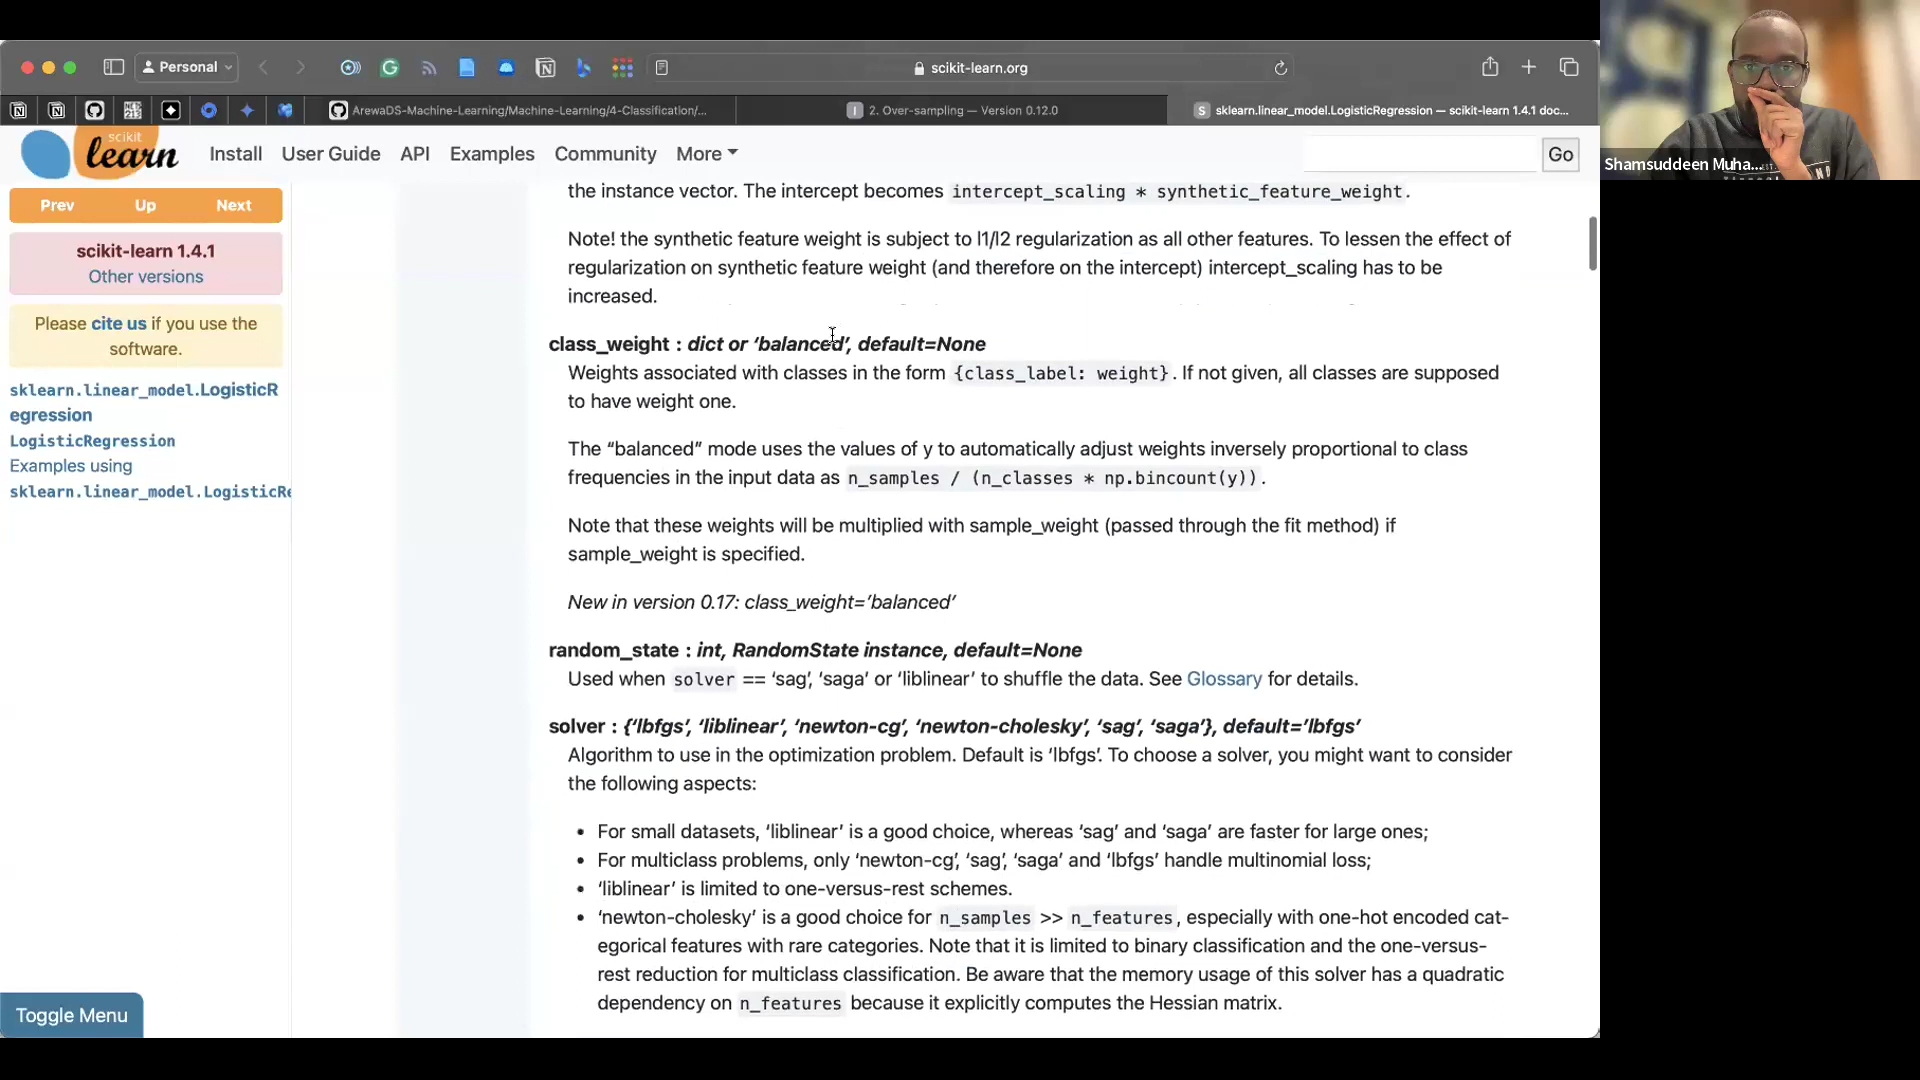 Personal
scikit-learn.org
ArewaDS-Machine-Learning/Machine-Learning/4-Classification/...
2. Over-sampling — Version 0.12.0
sklearn.linear_model.LogisticRegression — scikit-learn 1.4.1 doc...
scikit
learn
Install
User Guide
API
Examples
Community
More
Go
Shamsuddeen Muha...
Prev
Up
Next
scikit-learn 1.4.1
Other versions
Please cite us if you use the
software.
sklearn.linear_model.LogisticR
egression
LogisticRegression
Examples using
sklearn.linear_model.LogisticRe
Toggle Menu
the instance vector. The intercept becomes intercept_scaling * synthetic_feature_weight.
Note! the synthetic feature weight is subject to l1/l2 regularization as all other features. To lessen the effect of
regularization on synthetic feature weight (and therefore on the intercept) intercept_scaling has to be
increased.
class_weight : dict or ‘balanced’, default=None
Weights associated with classes in the form {class_label: weight}. If not given, all classes are supposed
to have weight one.
The “balanced” mode uses the values of y to automatically adjust weights inversely proportional to class
frequencies in the input data as n_samples / (n_classes * np.bincount(y)).
Note that these weights will be multiplied with sample_weight (passed through the fit method) if
sample_weight is specified.
New in version 0.17: class_weight=’balanced’
random_state : int, RandomState instance, default=None
Used when solver == ‘sag’, ‘saga’ or ‘liblinear’ to shuffle the data. See Glossary for details.
solver : {‘lbfgs’, ‘liblinear’, ‘newton-cg’, ‘newton-cholesky’, ‘sag’, ‘saga’}, default=’lbfgs’
Algorithm to use in the optimization problem. Default is ‘lbfgs’. To choose a solver, you might want to consider
the following aspects:
• For small datasets, ‘liblinear’ is a good choice, whereas ‘sag’ and ‘saga’ are faster for large ones;
• For multiclass problems, only ‘newton-cg’, ‘sag’, ‘saga’ and ‘lbfgs’ handle multinomial loss;
• ‘liblinear’ is limited to one-versus-rest schemes.
• ‘newton-cholesky’ is a good choice for n_samples >> n_features, especially with one-hot encoded cat-
egorical features with rare categories. Note that it is limited to binary classification and the one-versus-
rest reduction for multiclass classification. Be aware that the memory usage of this solver has a quadratic
dependency on n_features because it explicitly computes the Hessian matrix.